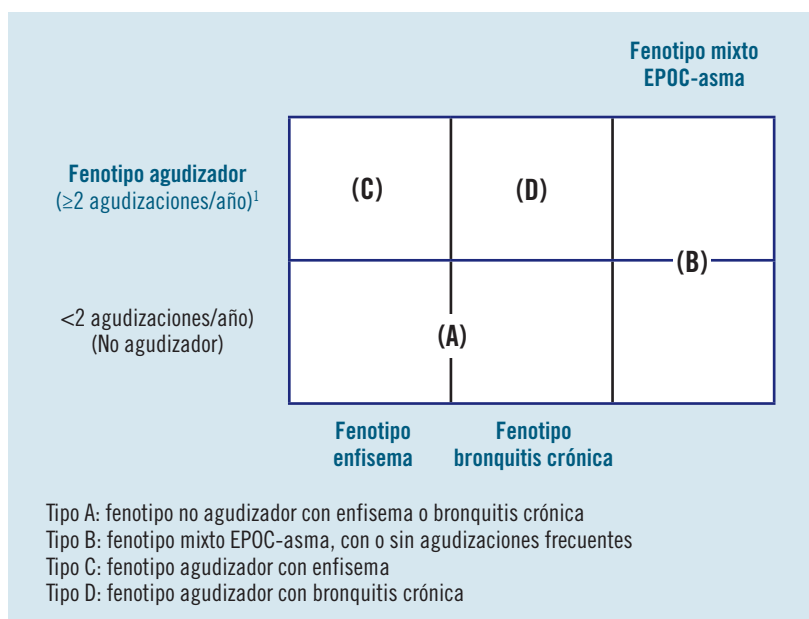 Fenotipo mixto
EPOC-asma
Fenotipo agudizador
(≥2 agudizaciones/año)¹
(C)
(D)
(B)
<2 agudizaciones/año)
(No agudizador)
(A)
Fenotipo
enfisema
Fenotipo
bronquitis crónica
Tipo A: fenotipo no agudizador con enfisema o bronquitis crónica
Tipo B: fenotipo mixto EPOC-asma, con o sin agudizaciones frecuentes
Tipo C: fenotipo agudizador con enfisema
Tipo D: fenotipo agudizador con bronquitis crónica